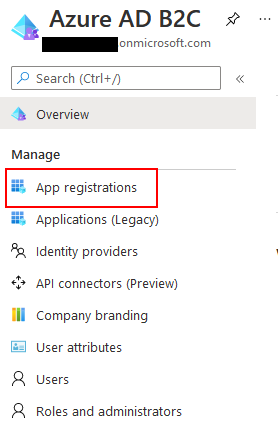 Azure AD B2C
onmicrosoft.com
Search (Ctrl+/)
Overview
Manage
App registrations
Applications (Legacy)
Identity providers
API connectors (Preview)
Company branding
User attributes
Users
Roles and administrators